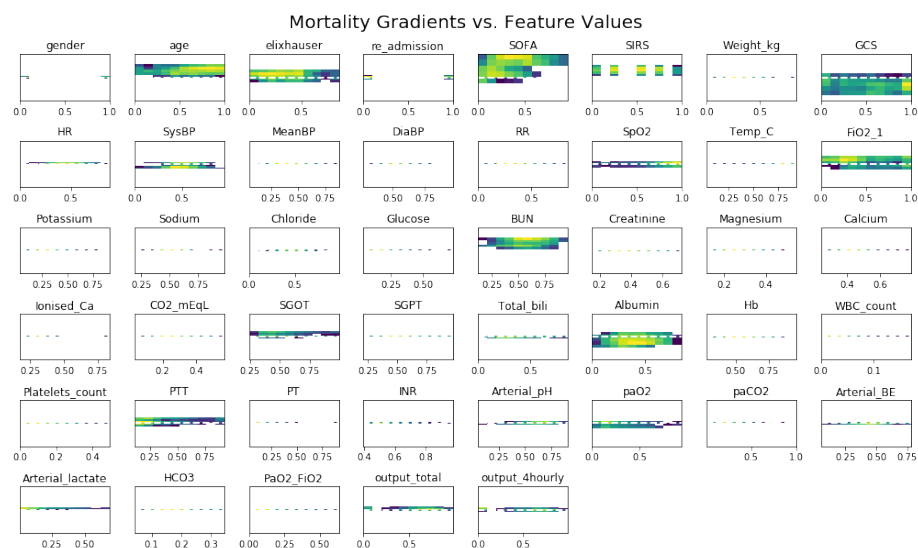 Mortality Gradients vs. Feature Values
gender age elixhauser re_admission SOFA SIRS Weight_kg GCS
0.0 0.5 1.0 0.0 0.5 1.0 0.0 0.5 0.0 0.5 1.0 0.0 0.5 0.0 0.5 0.0 0.5 0.0 0.5 1.0
HR SysBP MeanBP DiaBP RR SpO2 Temp_C FiO2_1
0.5 0.5 0.25 0.50 0.75 0.25 0.50 0.75 0.5 0.0 0.5 1.0 0.25 0.50 0.75 0.0 0.5 1.0
Potassium Sodium Chloride Glucose BUN Creatinine Magnesium Calcium
0.25 0.50 0.75 0.25 0.50 0.75 0.0 0.5 0.25 0.50 0.0 0.5 0.2 0.4 0.6 0.2 0.4 0.4 0.6
Ionised_Ca CO2_mEqL SGOT SGPT Total_bili Albumin Hb WBC_count
0.25 0.50 0.75 0.2 0.4 0.25 0.50 0.75 0.25 0.50 0.75 0.0 0.5 0.5 0.25 0.50 0.75 0.0 0.1
Platelets_count PTT PT INR Arterial_pH paO2 paCO2 Arterial_BE
0.0 0.2 0.4 0.25 0.50 0.75 0.25 0.50 0.75 0.4 0.6 0.8 0.25 0.50 0.75 0.0 0.5 0.5 1.0 0.25 0.50 0.75
Arterial_lactate HCO3 PaO2_FiO2 output_total output_4hourly
0.25 0.50 0.1 0.2 0.3 0.00 0.25 0.50 0.0 0.5 0.0 0.5